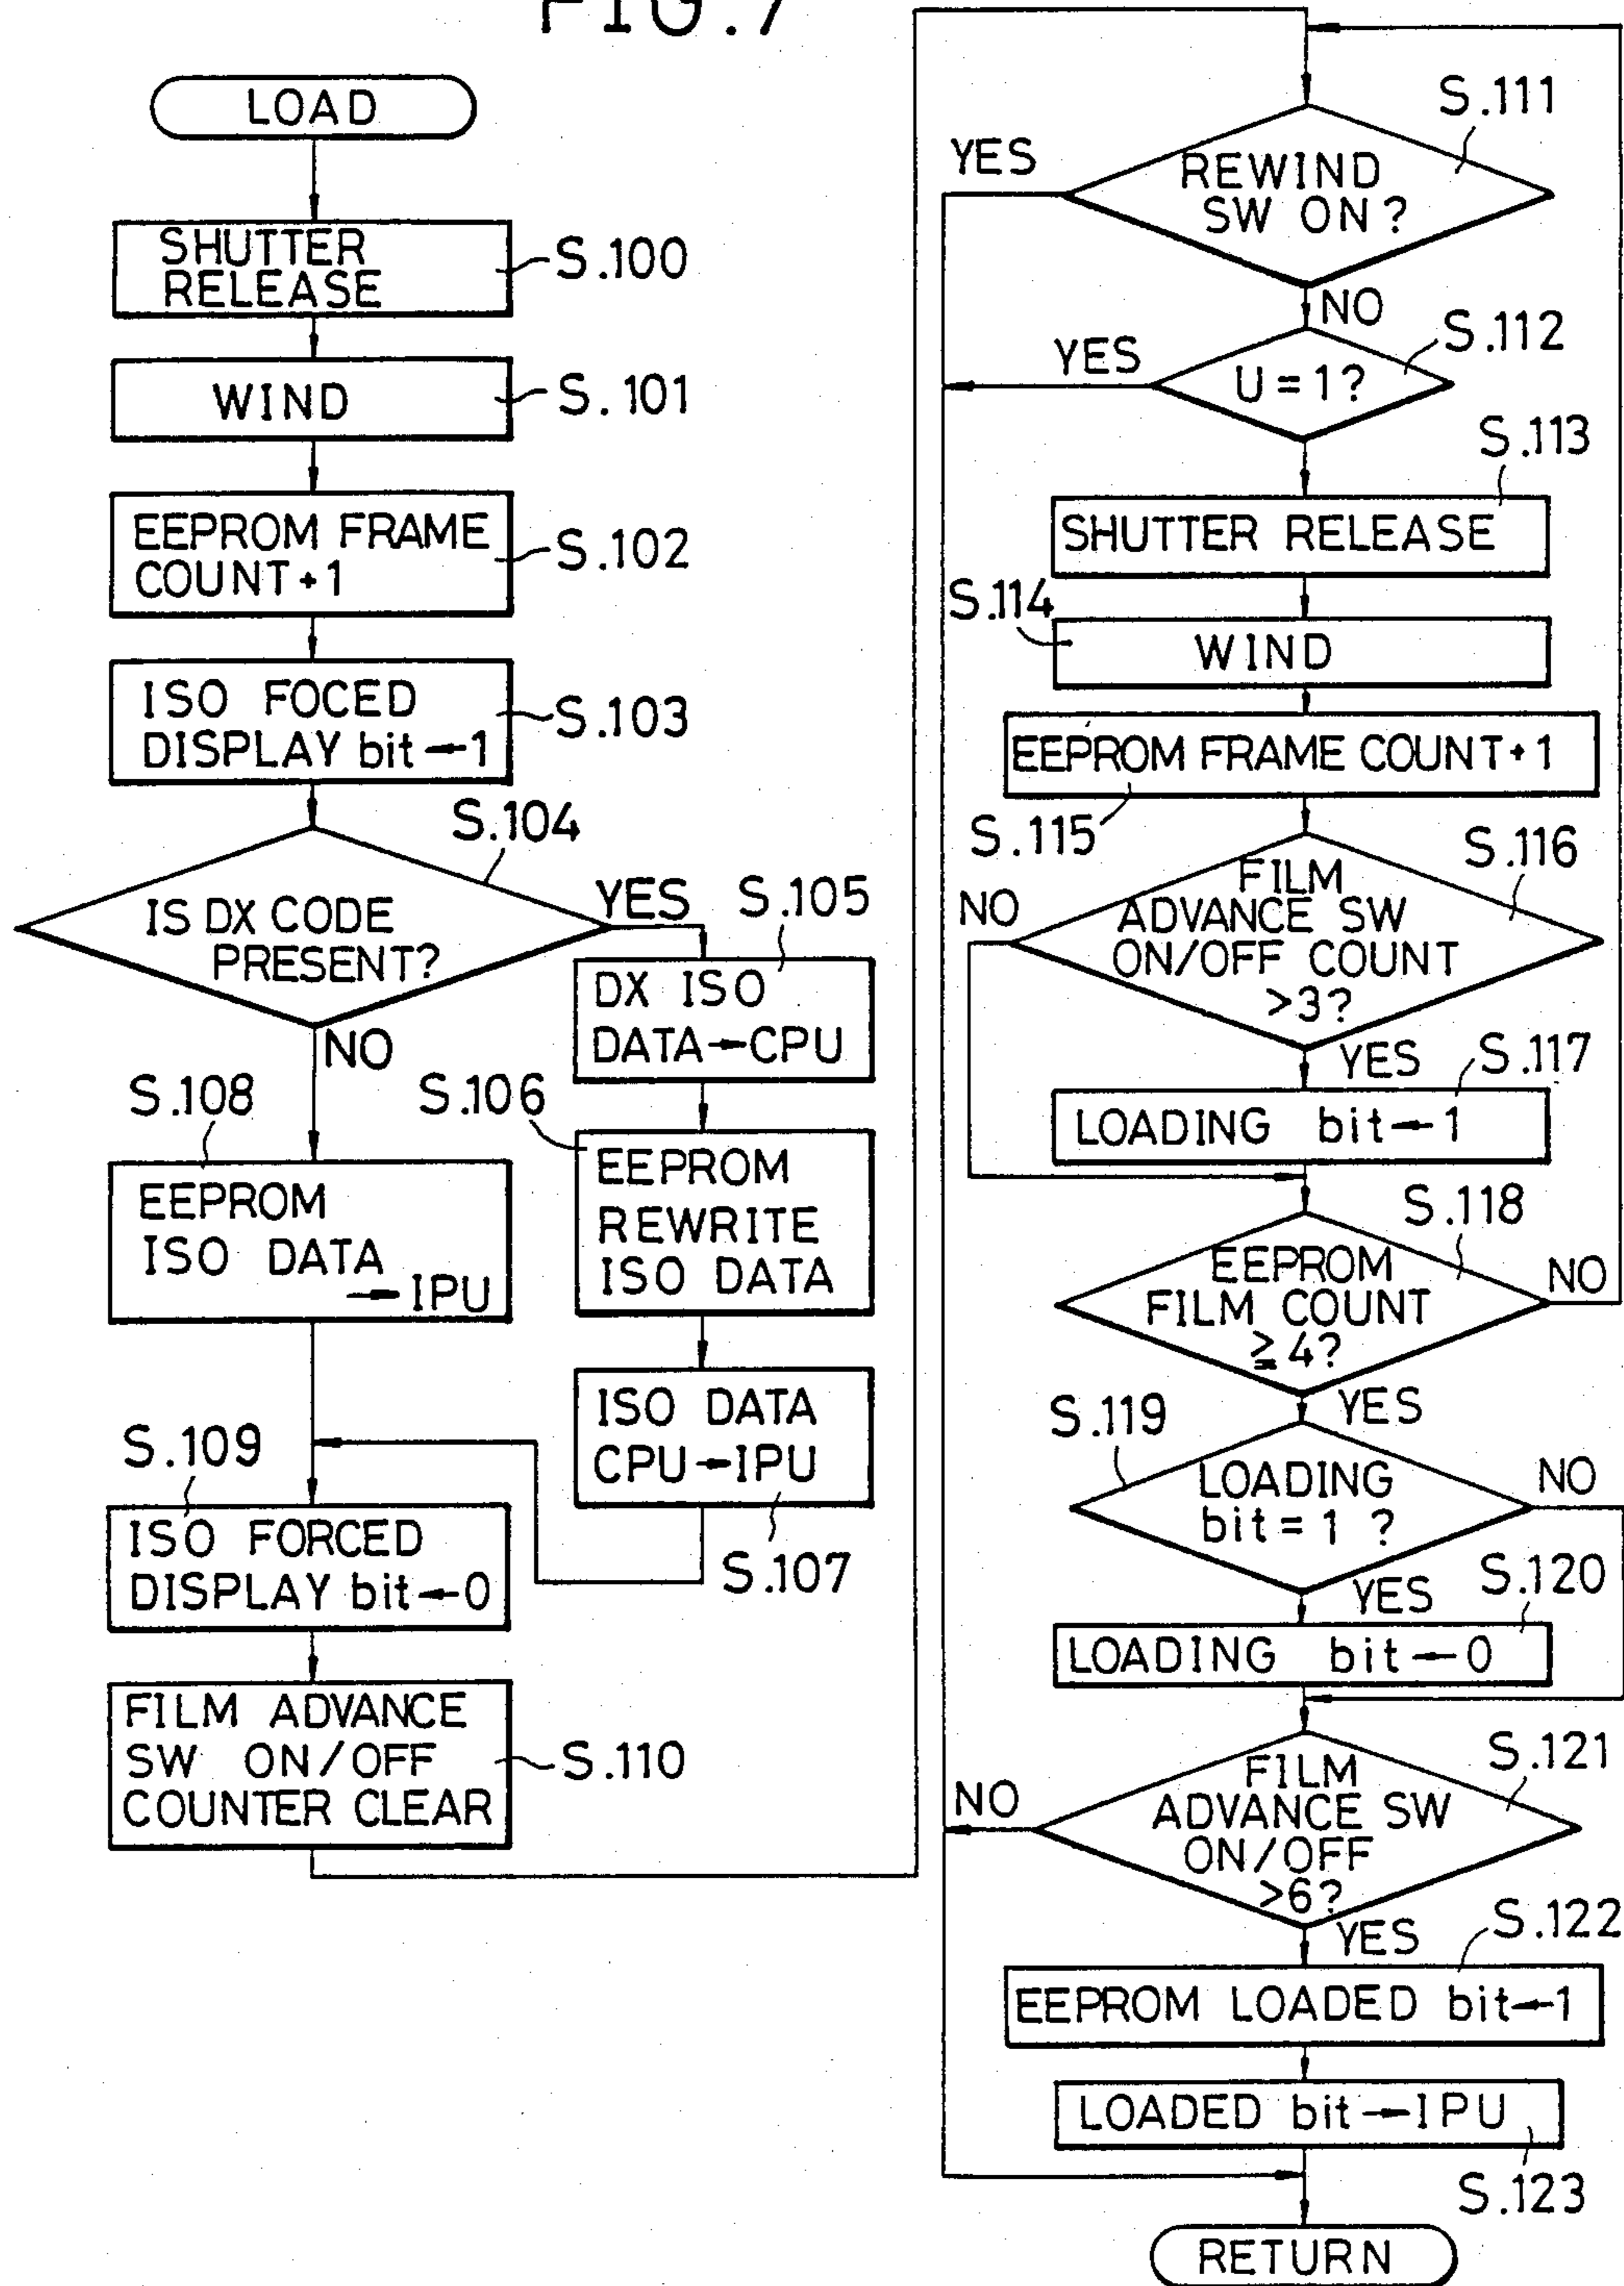 FIG.7
LOAD
SHUTTER
RELEASE
S.100
WIND
S.101
EEPROM FRAME
COUNT+1
S.102
ISO FOCED
DISPLAY bit←1
S.103
S.104
IS DX CODE
PRESENT?
YES
NO
S.105
DX ISO
DATA→CPU
S.106
EEPROM
REWRITE
ISO DATA
ISO DATA
CPU→IPU
S.107
S.108
EEPROM
ISO DATA
→IPU
S.109
ISO FORCED
DISPLAY bit←0
FILM ADVANCE
SW ON/OFF
COUNTER CLEAR
S.110
S.111
REWIND
SW ON?
YES
NO
S.112
U=1?
YES
S.113
SHUTTER RELEASE
S.114
WIND
EEPROM FRAME COUNT+1
S.115
S.116
FILM
ADVANCE SW
ON/OFF COUNT
>3?
NO
YES
S.117
LOADING bit←1
S.118
EEPROM
FILM COUNT
≥4?
NO
YES
S.119
LOADING
bit=1 ?
NO
YES
S.120
LOADING bit←0
S.121
FILM
ADVANCE SW
ON/OFF
>6?
NO
YES
S.122
EEPROM LOADED bit←1
LOADED bit→IPU
S.123
RETURN